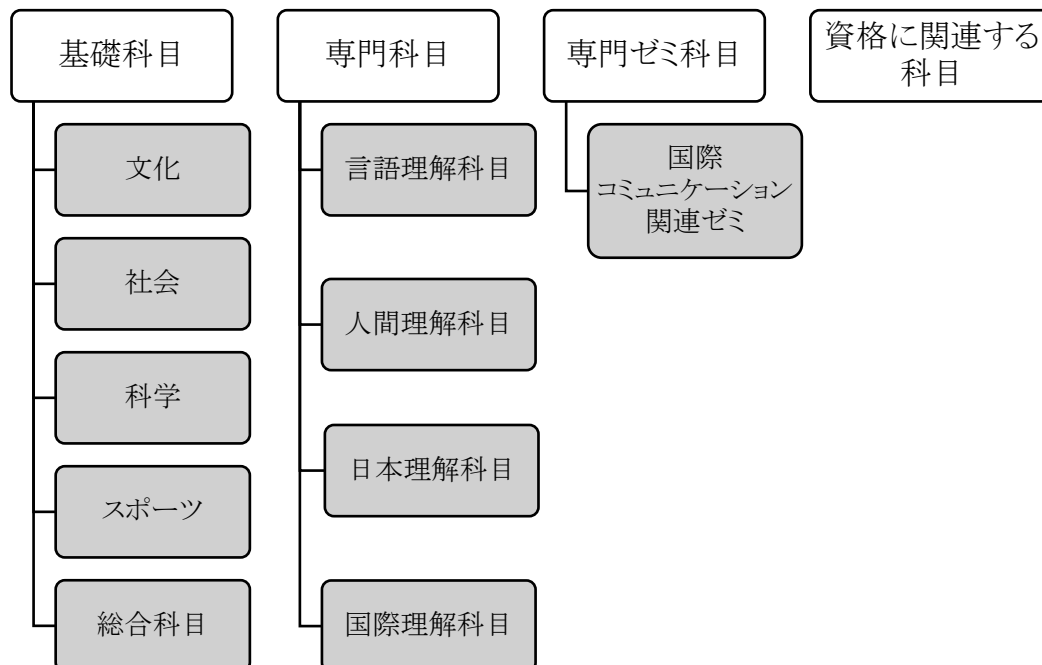 基礎科目
文化
社会
科学
スポーツ
総合科目
専門科目
言語理解科目
人間理解科目
日本理解科目
国際理解科目
専門ゼミ科目
国際
コミュニケーション
関連ゼミ
資格に関連する
科目